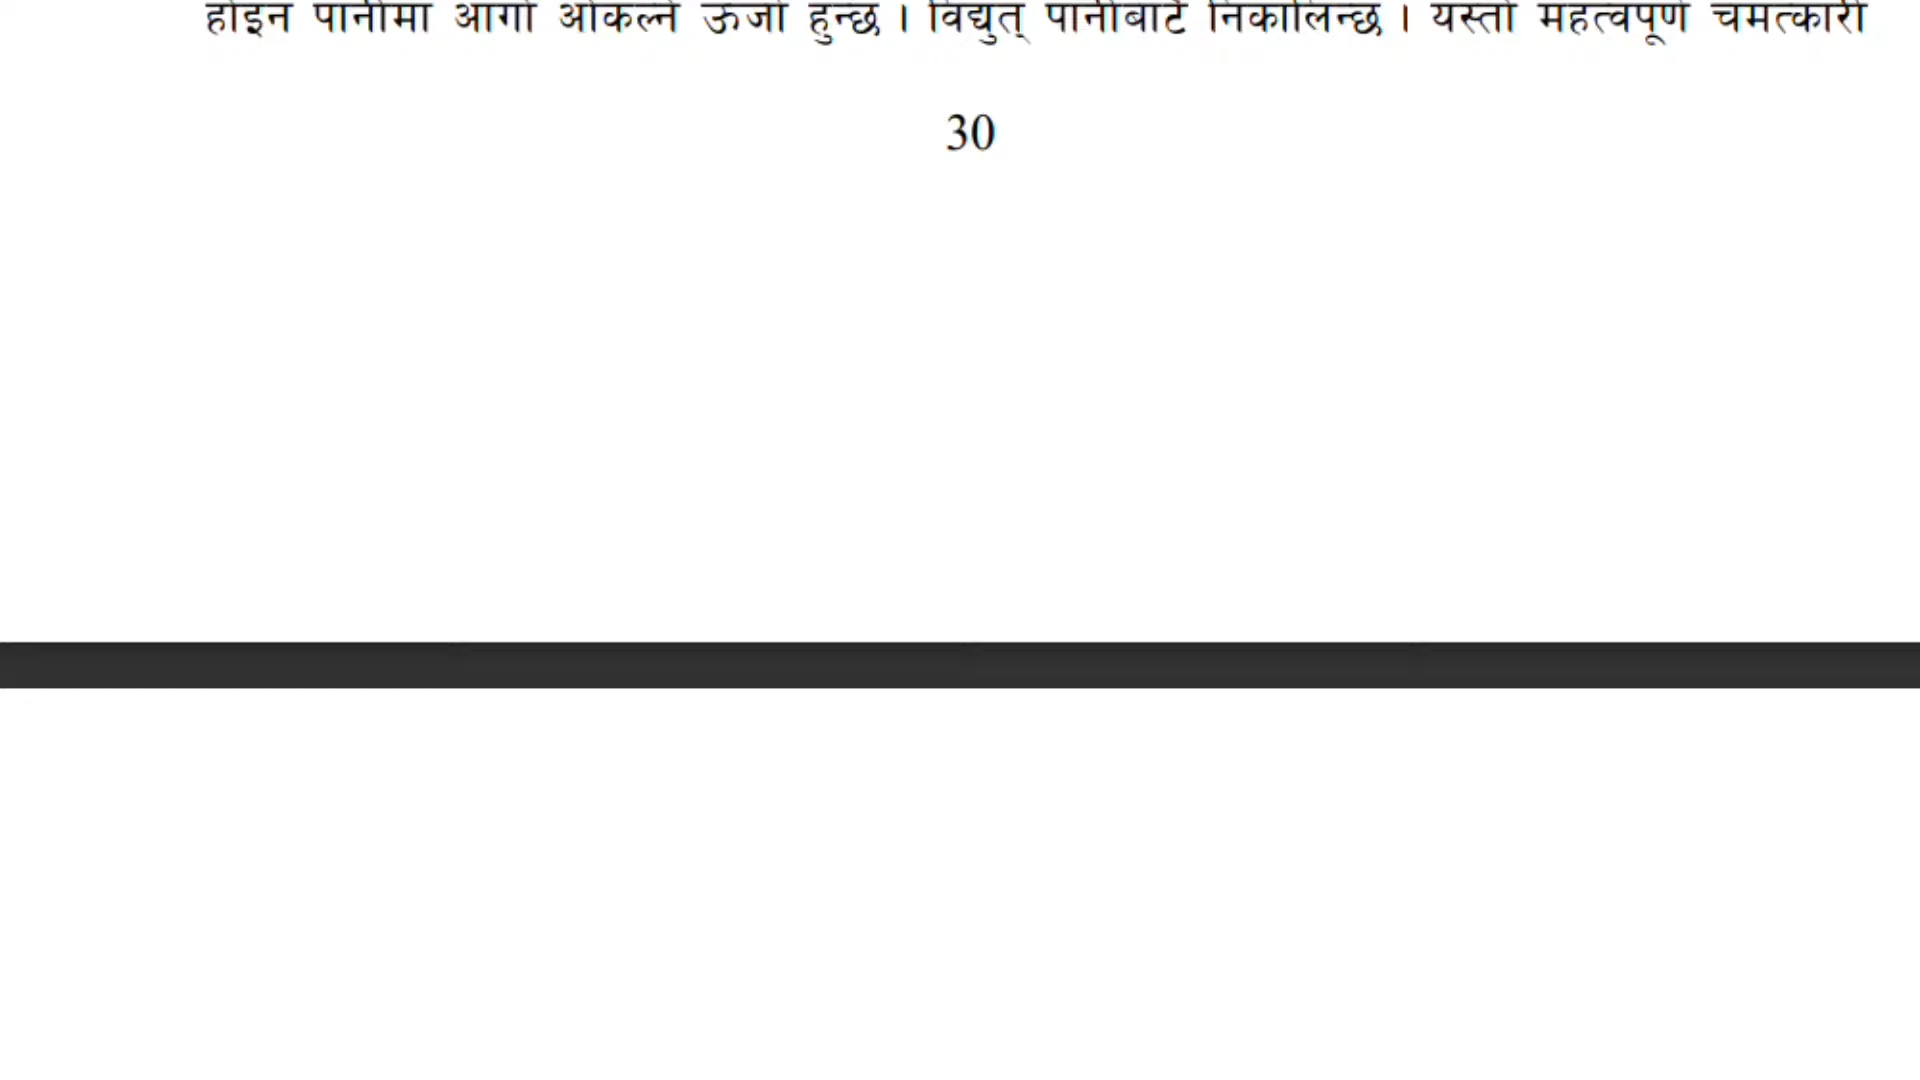 होइन पानीमा आगो ओकल्ने ऊर्जा हुन्छ । विद्युत् पानीबाटै निकालिन्छ । यस्तो महत्वपूर्ण चमत्कारी
30